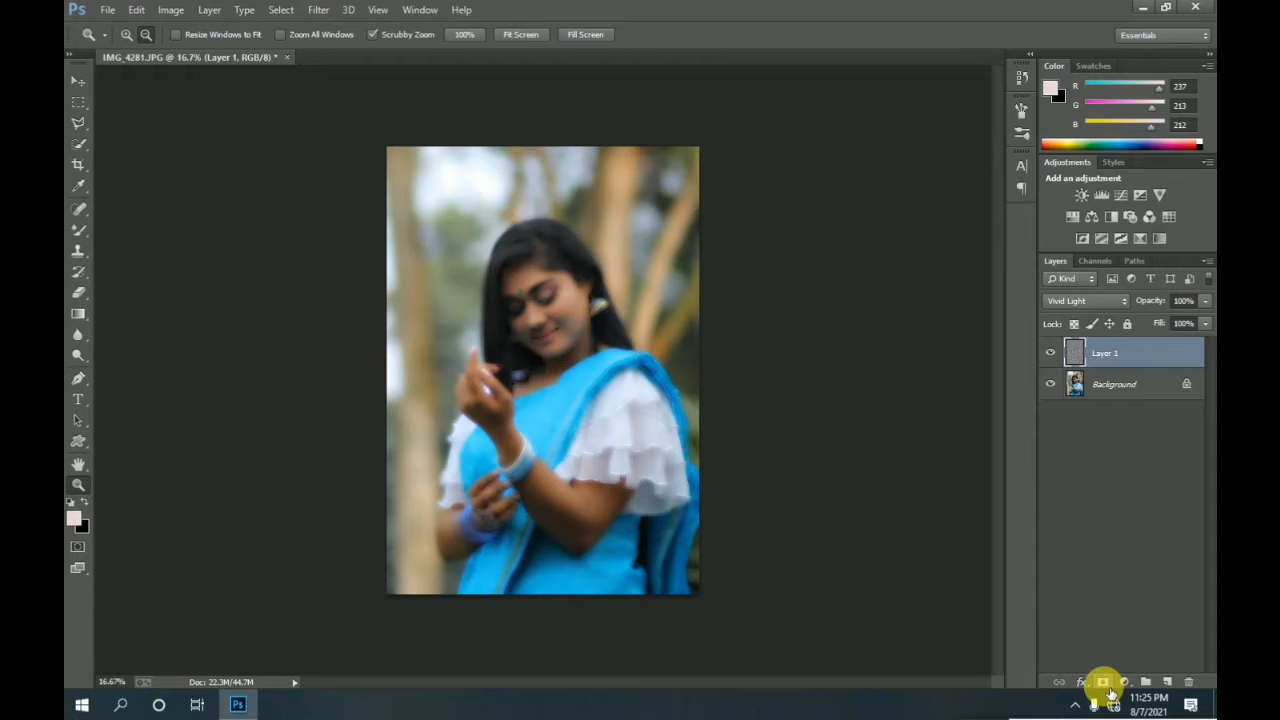 Ps File Edit Image Layer Type Select Filter 3D View Window Help
Resize Windows to Fit Zoom All Windows Scrubby Zoom 100% Fit Screen Fill Screen Essentials
IMG_4281.JPG @ 16.7% (Layer 1, RGB/8) * ×
Color Swatches
R 237
G 213
B 212
Adjustments Styles
Add an adjustment
Layers Channels Paths
Kind
Vivid Light Opacity: 100%
Lock: Fill: 100%
Layer 1
Background
16.67% Doc: 22.3M/44.7M
Ps 11:25 PM
8/7/2021